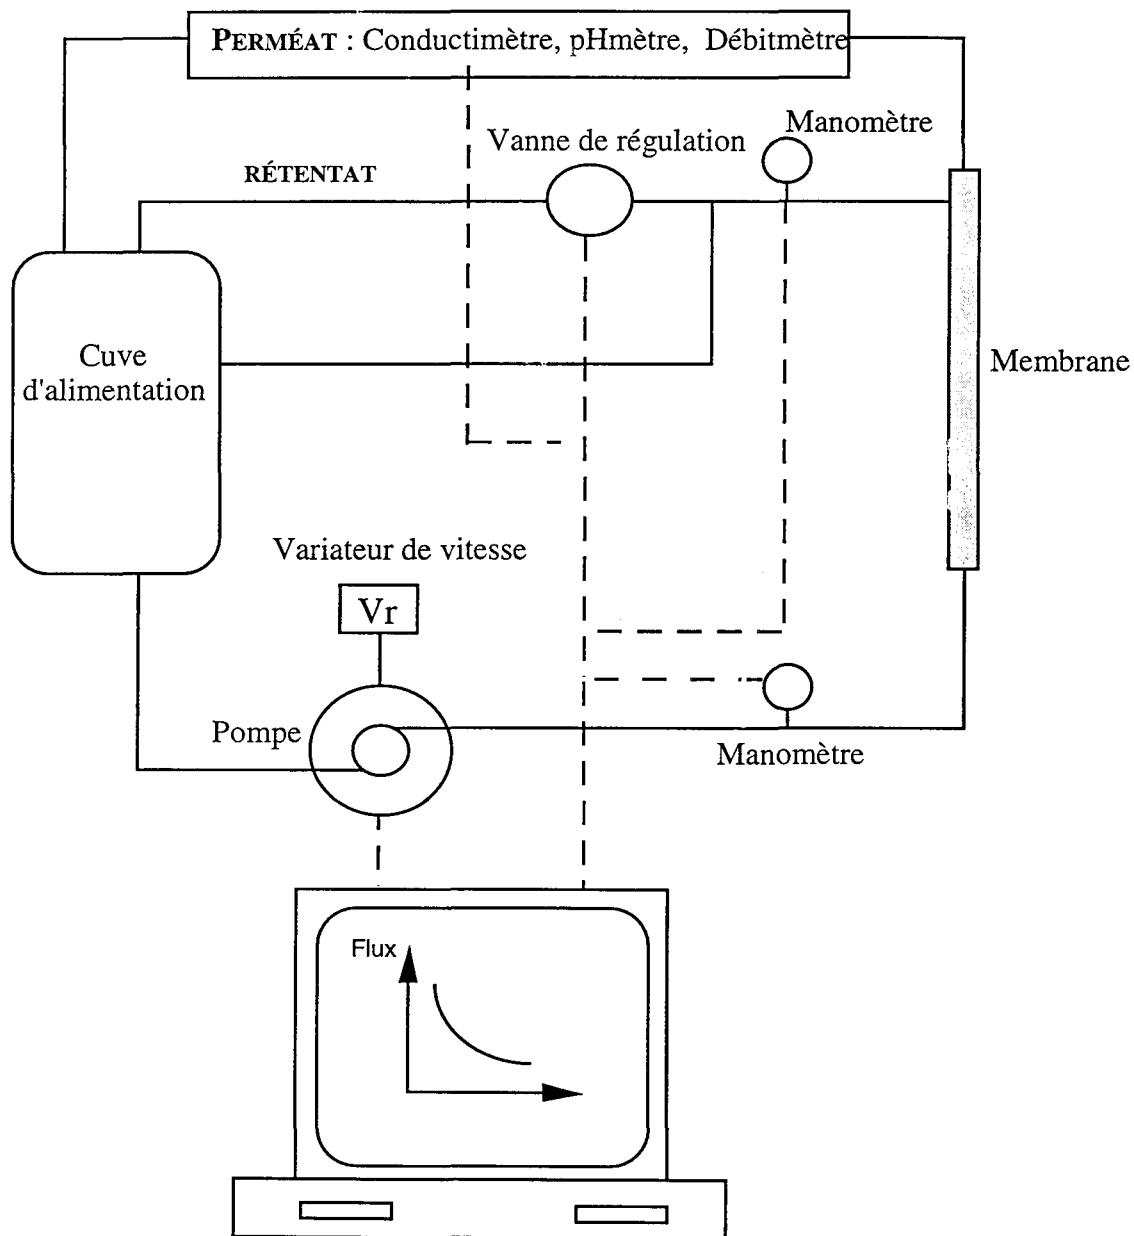 PERMÉAT : Conductimètre, pHmètre, Débitmètre
Manomètre
Vanne de régulation
RÉTENTAT
Cuve
d'alimentation
Membrane
Variateur de vitesse
Vr
Pompe
Manomètre
Flux